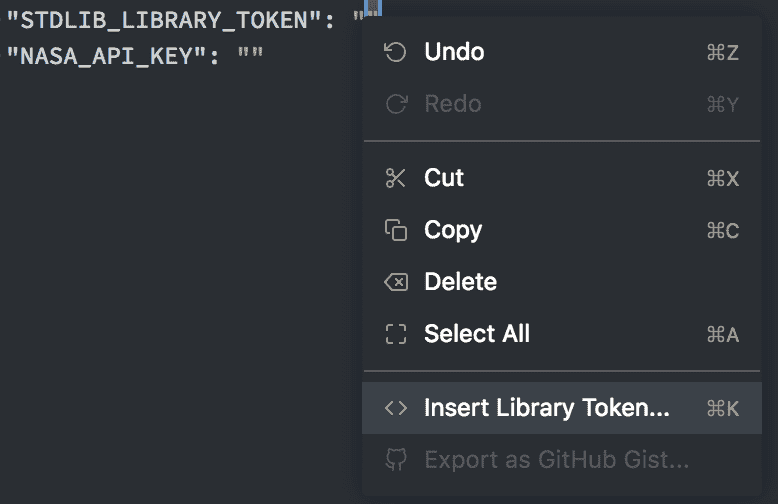 "STDLIB_LIBRARY_TOKEN": ""
"NASA_API_KEY": ""
Undo ⌘Z
Redo ⌘Y
Cut ⌘X
Copy ⌘C
Delete
Select All ⌘A
Insert Library Token... ⌘K
Export as GitHub Gist...